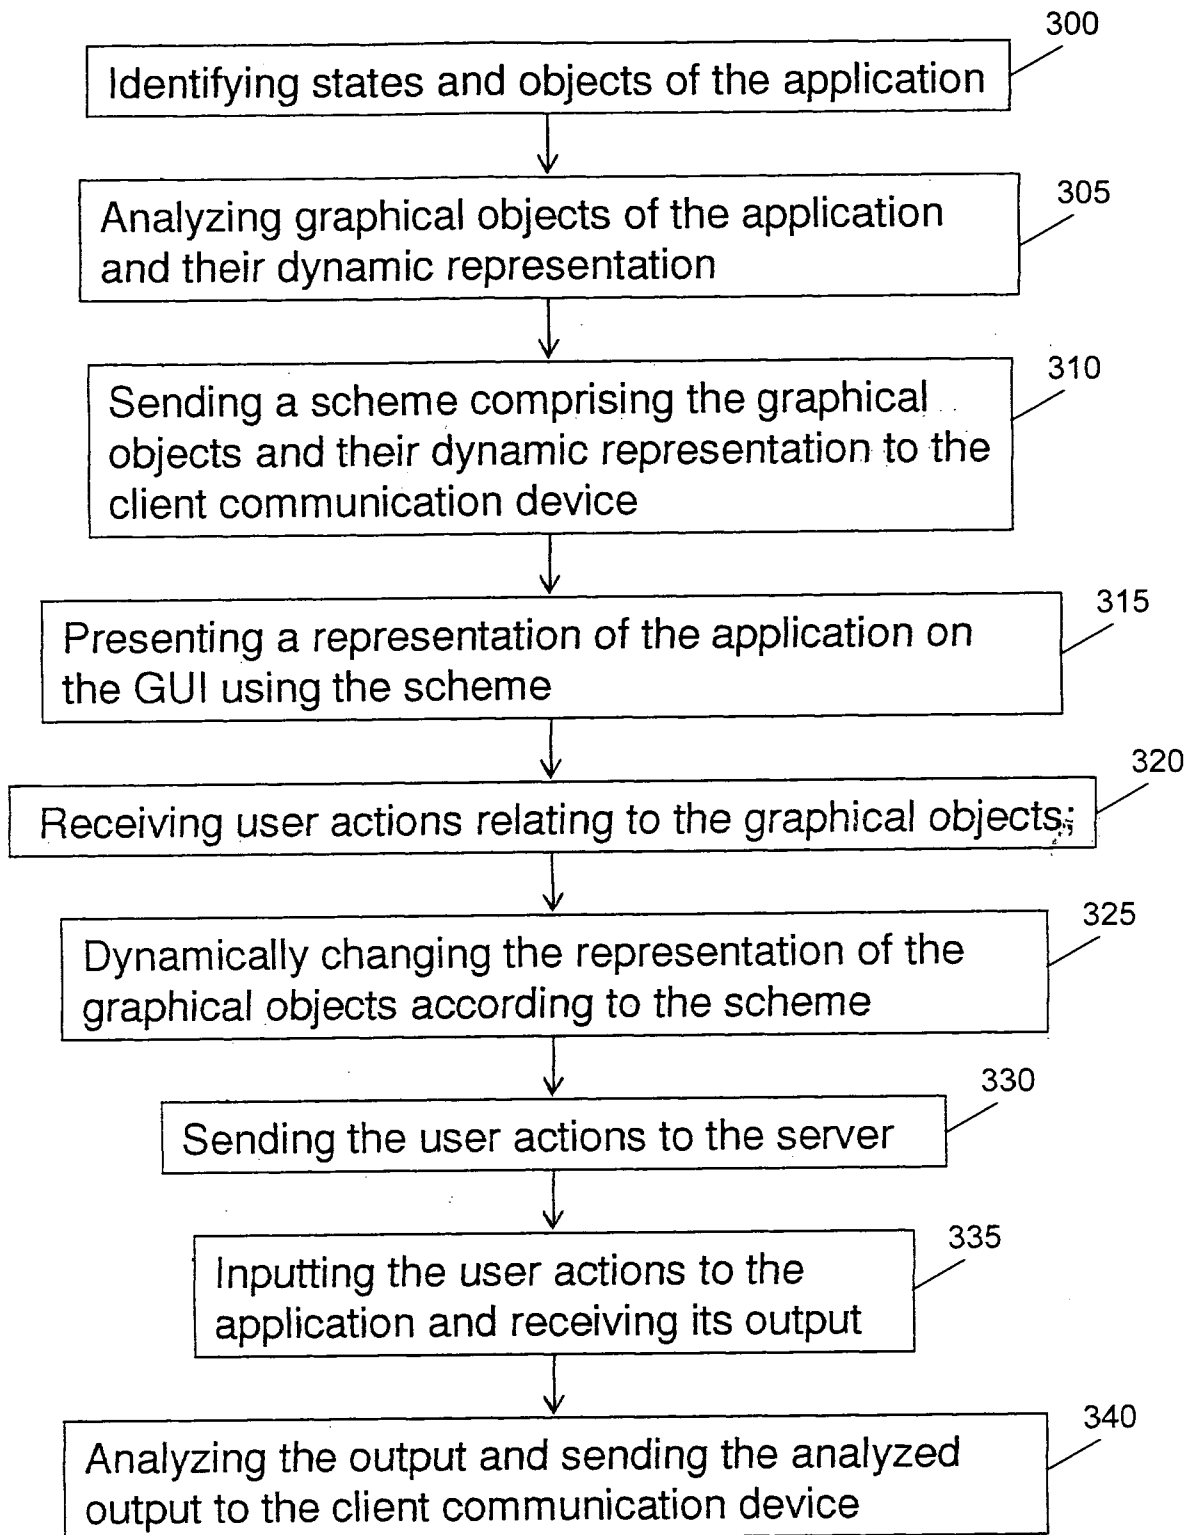 300
Identifying states and objects of the application
305
Analyzing graphical objects of the application
and their dynamic representation
310
Sending a scheme comprising the graphical
objects and their dynamic representation to the
client communication device
315
Presenting a representation of the application on
the GUI using the scheme
320
Receiving user actions relating to the graphical objects;
325
Dynamically changing the representation of the
graphical objects according to the scheme
330
Sending the user actions to the server
335
Inputting the user actions to the
application and receiving its output
340
Analyzing the output and sending the analyzed
output to the client communication device